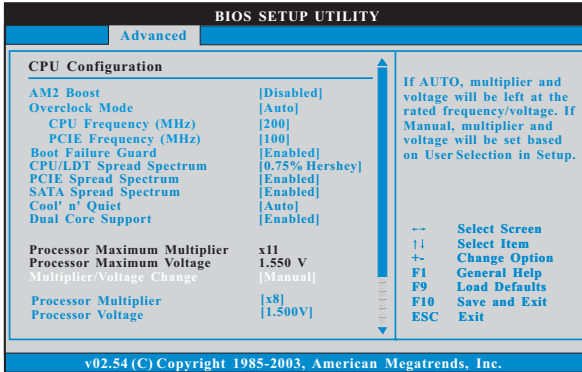 BIOS SETUP UTILITY
Advanced
CPU Configuration
AM2 Boost [Disabled]
Overclock Mode [Auto]
CPU Frequency (MHz) [200]
PCIE Frequency (MHz) [100]
Boot Failure Guard [Enabled]
CPU/LDT Spread Spectrum [0.75% Hershey]
PCIE Spread Spectrum [Enabled]
SATA Spread Spectrum [Enabled]
Cool' n' Quiet [Auto]
Dual Core Support [Enabled]
Processor Maximum Multiplier x11
Processor Maximum Voltage 1.550 V
Multiplier/Voltage Change [Manual]
Processor Multiplier [x8]
Processor Voltage [1.500V]
If AUTO, multiplier and
voltage will be left at the
rated frequency/voltage. If
Manual, multiplier and
voltage will be set based
on User Selection in Setup.
←→ Select Screen
↑↓ Select Item
+- Change Option
F1 General Help
F9 Load Defaults
F10 Save and Exit
ESC Exit
v02.54 (C) Copyright 1985-2003, American Megatrends, Inc.